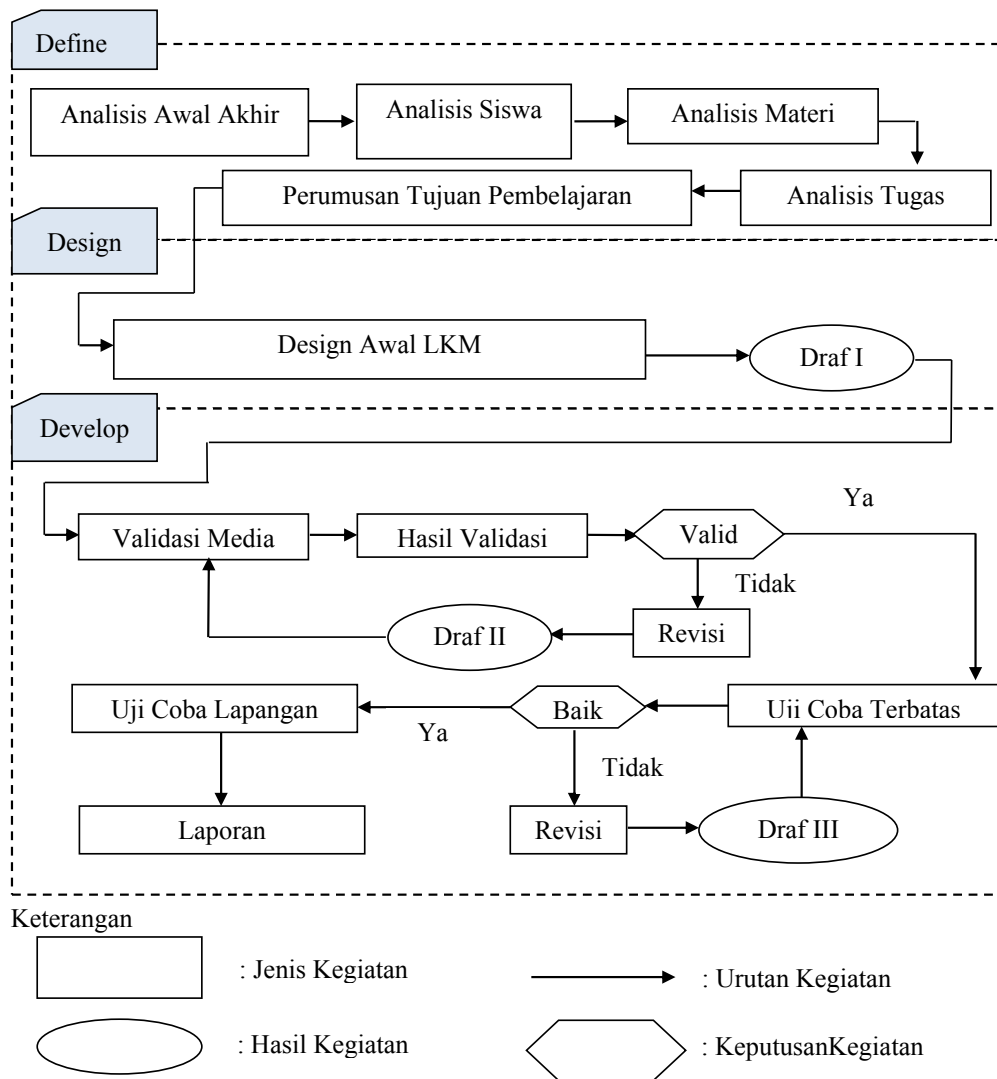 Define
Analisis Awal Akhir
Analisis Siswa
Analisis Materi
Perumusan Tujuan Pembelajaran
Analisis Tugas
Design
Design Awal LKM
Draf I
Develop
Ya
Validasi Media
Hasil Validasi
Valid
Tidak
Draf II
Revisi
Uji Coba Lapangan
Ya
Baik
Uii Coba Terbatas
Tidak
Laporan
Revisi
Draf III
Keterangan
: Jenis Kegiatan
: Urutan Kegiatan
: Hasil Kegiatan
: KeputusanKegiatan